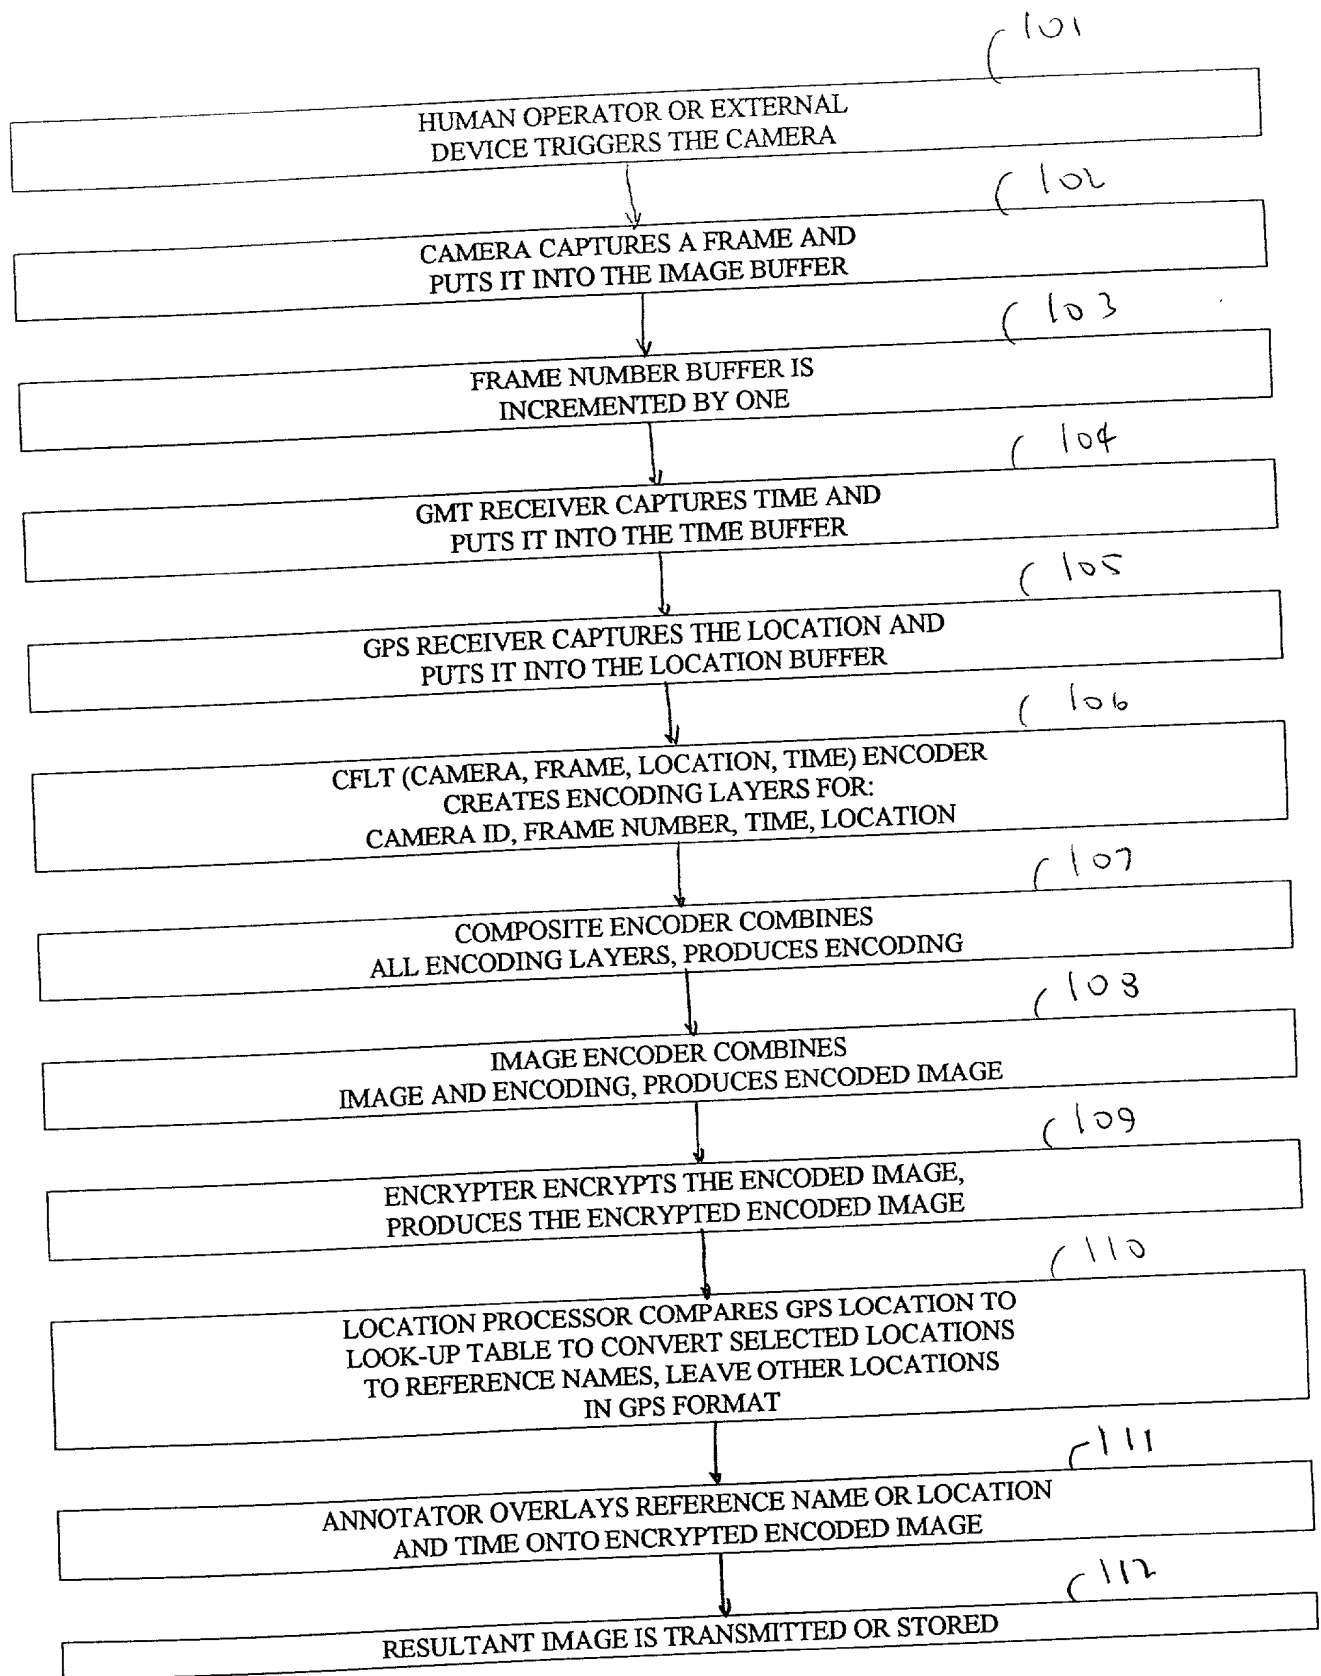 101
HUMAN OPERATOR OR EXTERNAL
DEVICE TRIGGERS THE CAMERA
102
CAMERA CAPTURES A FRAME AND
PUTS IT INTO THE IMAGE BUFFER
103
FRAME NUMBER BUFFER IS
INCREMENTED BY ONE
104
GMT RECEIVER CAPTURES TIME AND
PUTS IT INTO THE TIME BUFFER
105
GPS RECEIVER CAPTURES THE LOCATION AND
PUTS IT INTO THE LOCATION BUFFER
106
CFLT (CAMERA, FRAME, LOCATION, TIME) ENCODER
CREATES ENCODING LAYERS FOR:
CAMERA ID, FRAME NUMBER, TIME, LOCATION
107
COMPOSITE ENCODER COMBINES
ALL ENCODING LAYERS, PRODUCES ENCODING
108
IMAGE ENCODER COMBINES
IMAGE AND ENCODING, PRODUCES ENCODED IMAGE
109
ENCRYPTER ENCRYPTS THE ENCODED IMAGE,
PRODUCES THE ENCRYPTED ENCODED IMAGE
110
LOCATION PROCESSOR COMPARES GPS LOCATION TO
LOOK-UP TABLE TO CONVERT SELECTED LOCATIONS
TO REFERENCE NAMES, LEAVE OTHER LOCATIONS
IN GPS FORMAT
111
ANNOTATOR OVERLAYS REFERENCE NAME OR LOCATION
AND TIME ONTO ENCRYPTED ENCODED IMAGE
112
RESULTANT IMAGE IS TRANSMITTED OR STORED